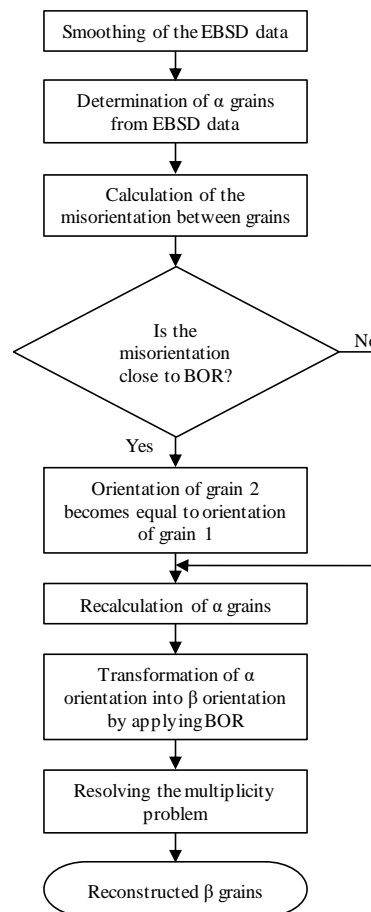 Smoothing of the EBSD data
Determination of α grains
from EBSD data
Calculation of the
misorientation between grains
Is the
misorientation
close to BOR?
No
Yes
Orientation of grain 2
becomes equal to orientation
of grain 1
Recalculation of α grains
Transformation of α
orientation into β orientation
by applying BOR
Resolving the multiplicity
problem
Reconstructed β grains